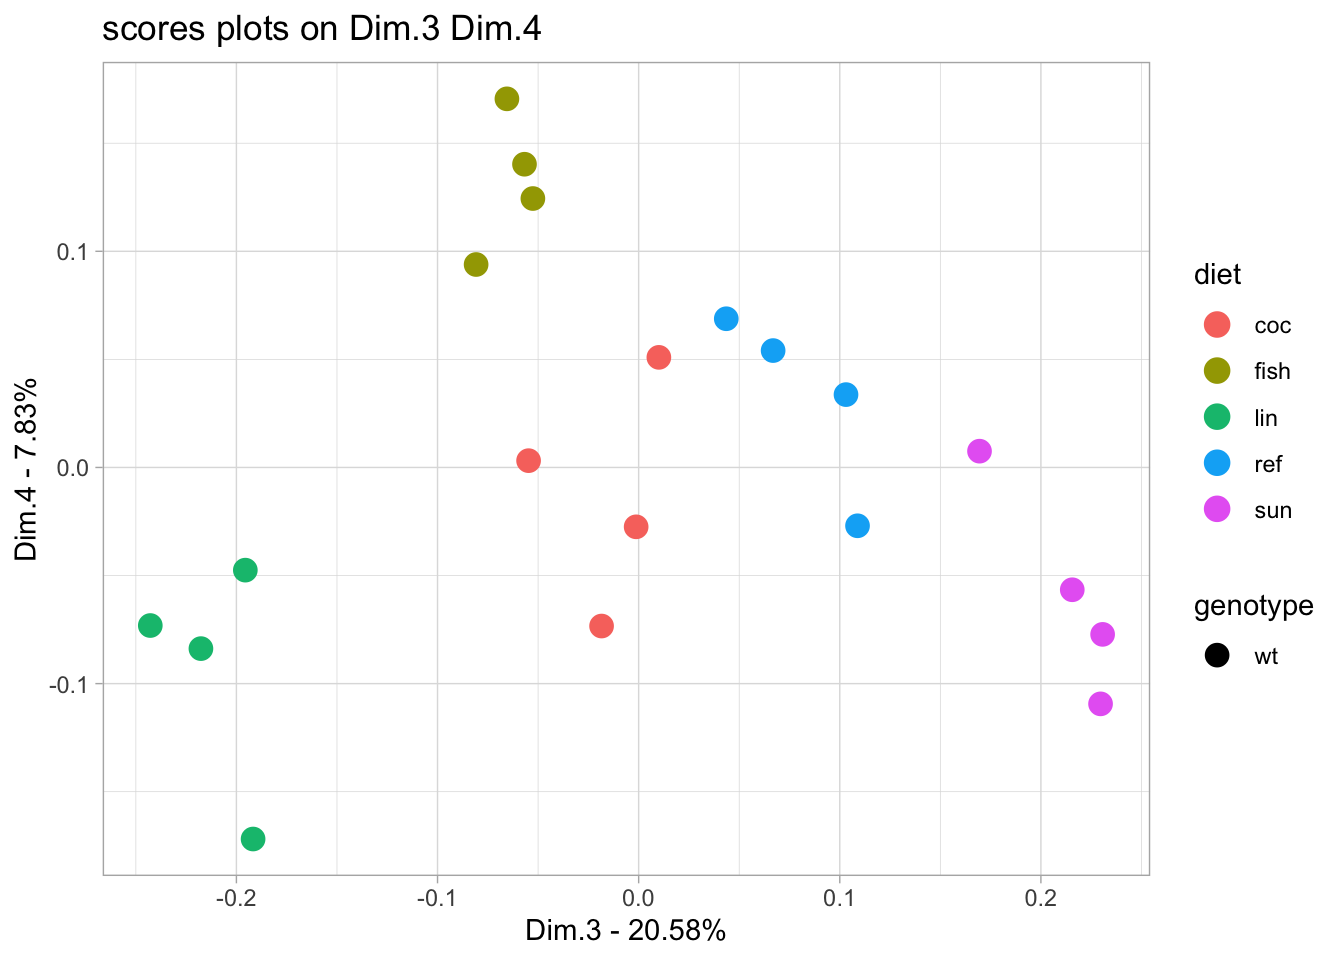 scores plots on Dim.3 Dim.4
Dim.4 - 7.83%
0.1
0.0
-0.1
-0.2
-0.1
0.0
0.1
0.2
Dim.3 - 20.58%
diet
coc
fish
lin
ref
sun
genotype
wt